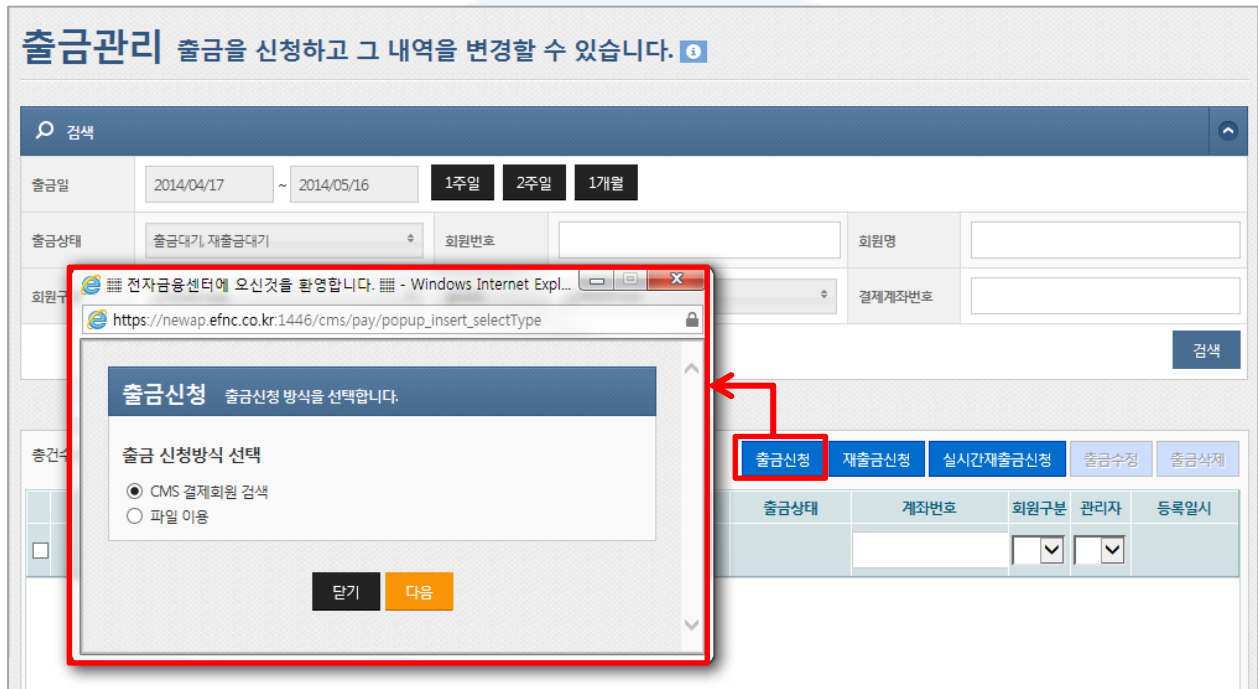 출금관리 출금을 신청하고 그 내역을 변경할 수 있습니다.
검색
출금일 2014/04/17 ~ 2014/05/16 1주일 2주일 1개월
출금상태 출금대기, 재출금대기 회원번호 회원명
회원구 결제계좌번호
검색
전자금융센터에 오신것을 환영합니다. - Windows Internet Expl...
https://newap.efnc.co.kr:1446/cms/pay/popup_insert_selectType
출금신청 출금신청 방식을 선택합니다.
출금 신청방식 선택
CMS 결제회원 검색
파일 이용
닫기 다음
총건수 출금신청 재출금신청 실시간재출금신청 출금수정 출금삭제
출금상태 계좌번호 회원구분 관리자 등록일시